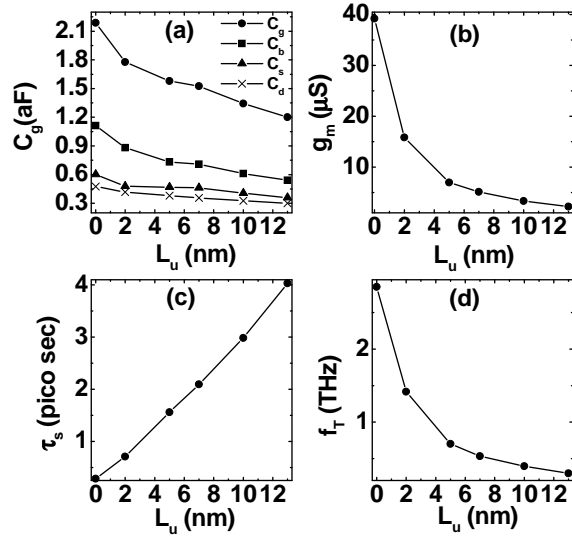 (a)
C_g
C_b
C_s
C_d
2.1
1.8
1.5
1.2
0.9
0.6
0.3
C_g(aF)
0 2 4 6 8 10 12
L_u (nm)
(b)
40
30
20
10
g_m (µS)
0 2 4 6 8 10 12
L_u (nm)
(c)
4
3
2
1
τ_s (pico sec)
0 2 4 6 8 10 12
L_u (nm)
(d)
2
1
f_T (THz)
0 2 4 6 8 10 12
L_u (nm)